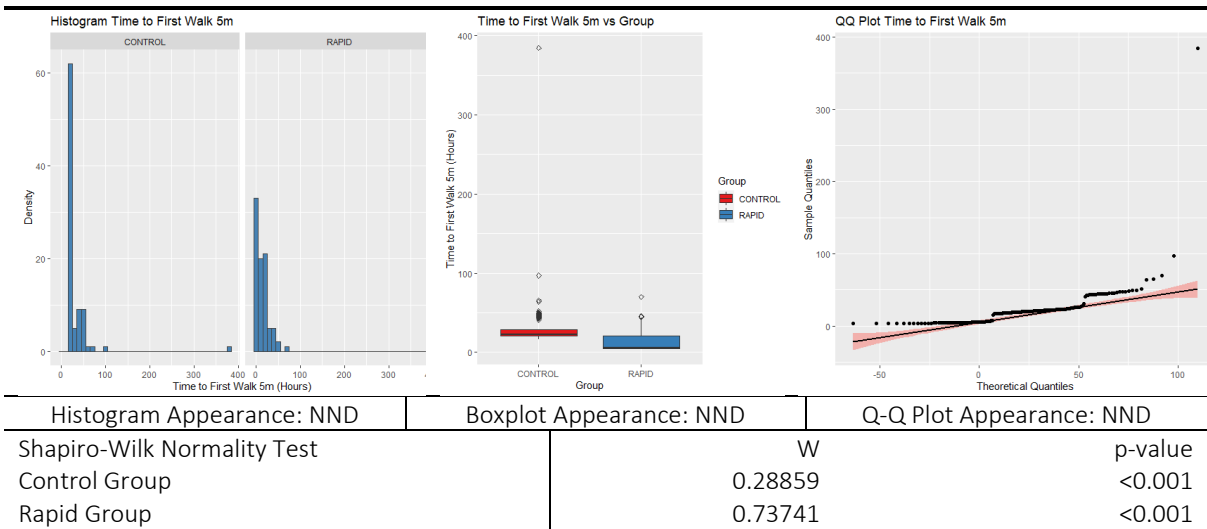 Histogram Time to First Walk 5m
CONTROL RAPID
60
40
20
0
Density
0 100 200 300 400 0 100 200 300
Time to First Walk 5m (Hours)
Time to First Walk 5m vs Group
400
300
200
100
0
Time to First Walk 5m (Hours)
CONTROL RAPID
Group
Group
CONTROL
RAPID
QQ Plot Time to First Walk 5m
400
300
200
100
0
Sample Quantiles
-50 0 50 100
Theoretical Quantiles
Histogram Appearance: NND Boxplot Appearance: NND Q-Q Plot Appearance: NND
Shapiro-Wilk Normality Test W p-value
Control Group 0.28859 <0.001
Rapid Group 0.73741 <0.001